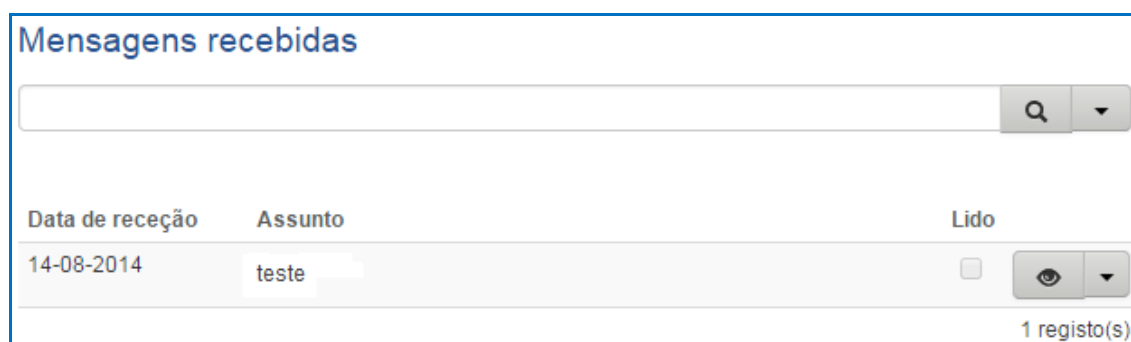 Mensagens recebidas
Data de receção Assunto Lido
14-08-2014 teste
1 registo(s)